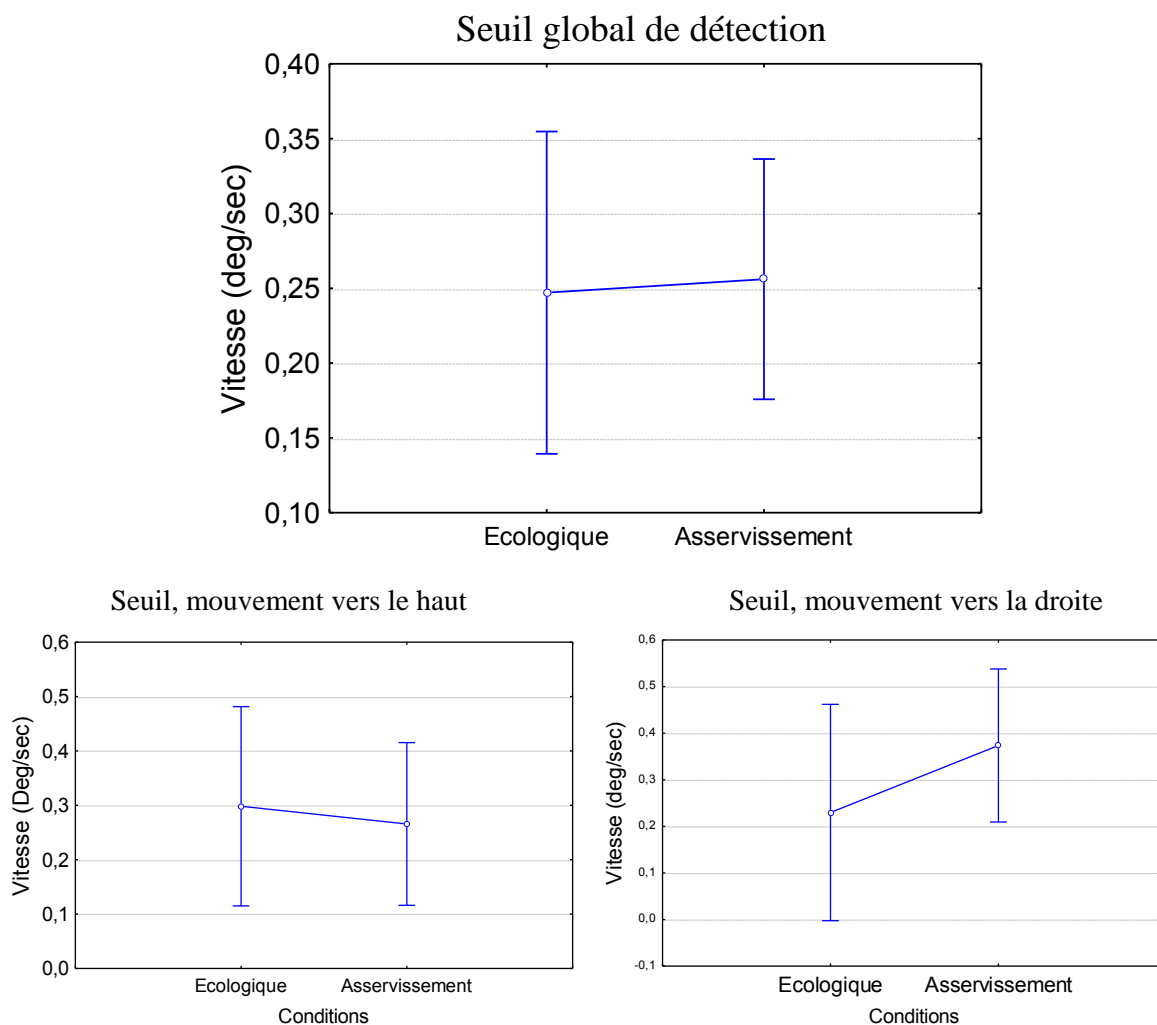 Seuil global de détection
0,40
0,35
0,30
0,25
0,20
0,15
0,10
Vitesse (deg/sec)
Ecologique Asservissement
Seuil, mouvement vers le haut
0,6
0,5
0,4
0,3
0,2
0,1
0,0
Vitesse (Deg/sec)
Ecologique Asservissement
Conditions
Seuil, mouvement vers la droite
0,6
0,5
0,4
0,3
0,2
0,1
0,0
-0,1
Vitesse (deg/sec)
Ecologique Asservissement
Conditions